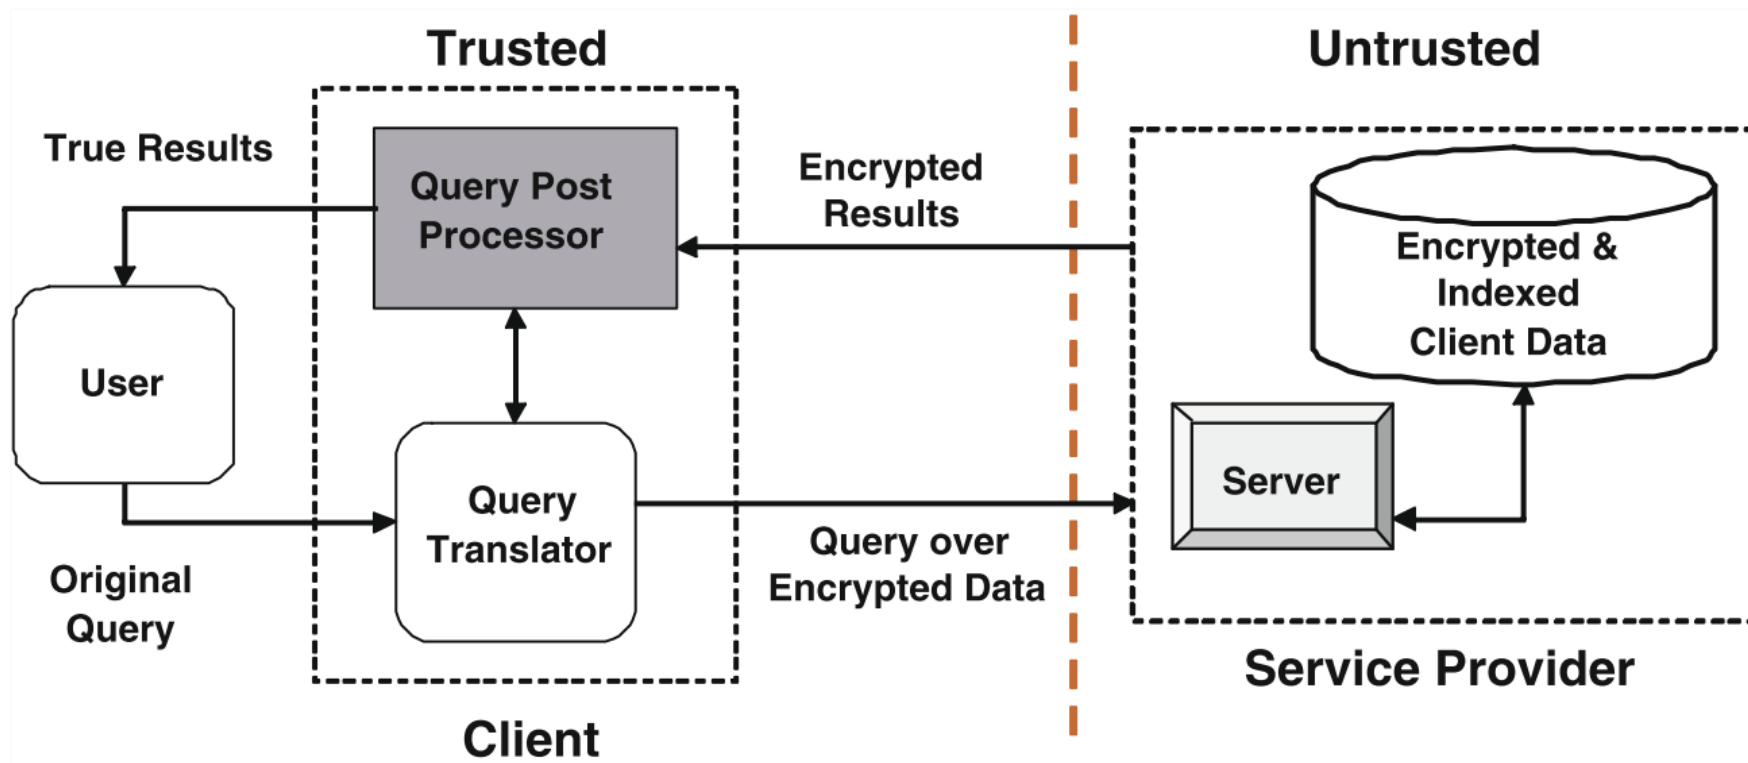 Trusted
Untrusted
True Results
Query Post
Processor
Encrypted
Results
Encrypted &
Indexed
Client Data
User
Server
Query
Translator
Query over
Encrypted Data
Original
Query
Service Provider
Client